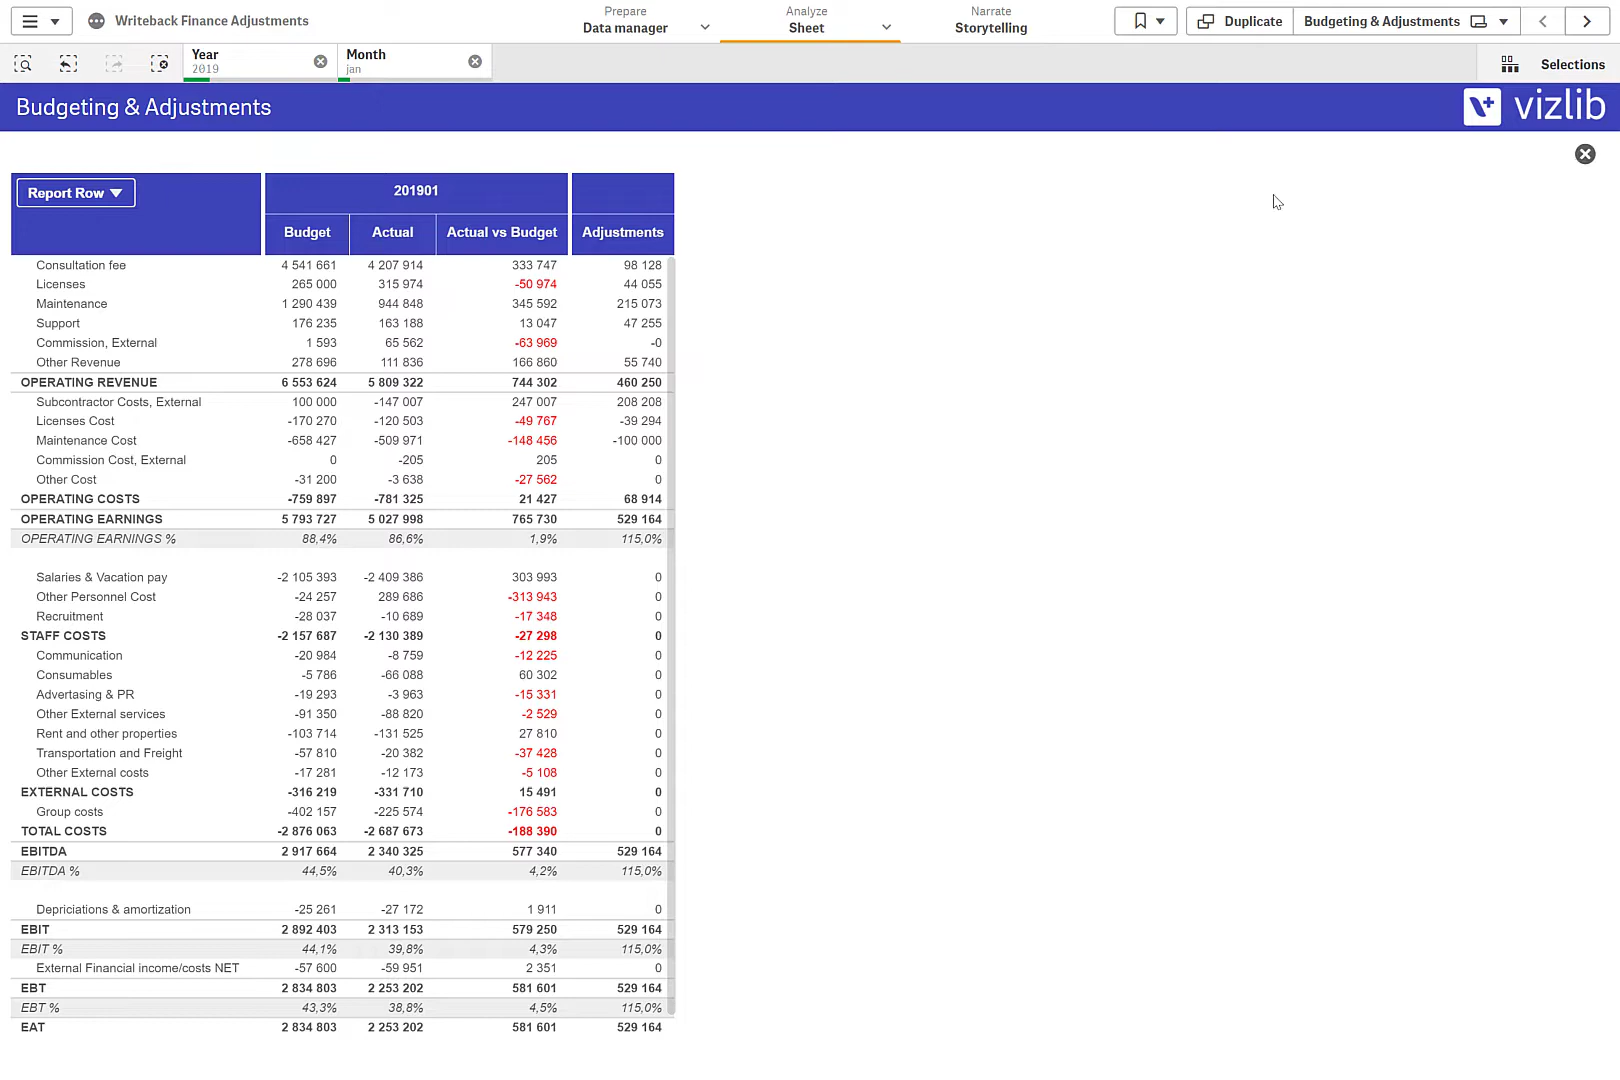 Writeback Finance Adjustments
Prepare
Data manager
Analyze
Sheet
Narrate
Storytelling
Duplicate
Budgeting & Adjustments
Year
2019
Month
jan
Selections
Budgeting & Adjustments
vizlib
Report Row
201901
Budget Actual Actual vs Budget Adjustments
Consultation fee 4 541 661 4 207 914 333 747 98 128
Licenses 265 000 315 974 -50 974 44 055
Maintenance 1 290 439 944 848 345 592 215 073
Support 176 235 163 188 13 047 47 255
Commission, External 1 593 65 562 -63 969 -0
Other Revenue 278 696 111 836 166 860 55 740
OPERATING REVENUE 6 553 624 5 809 322 744 302 460 250
Subcontractor Costs, External 100 000 -147 007 247 007 208 208
Licenses Cost -170 270 -120 503 -49 767 -39 294
Maintenance Cost -658 427 -509 971 -148 456 -100 000
Commission Cost, External 0 -205 205 0
Other Cost -31 200 -3 638 -27 562 0
OPERATING COSTS -759 897 -781 325 21 427 68 914
OPERATING EARNINGS 5 793 727 5 027 998 765 730 529 164
OPERATING EARNINGS % 88,4% 86,6% 1,9% 115,0%
Salaries & Vacation pay -2 105 393 -2 409 386 303 993 0
Other Personnel Cost -24 257 289 686 -313 943 0
Recruitment -28 037 -10 689 -17 348 0
STAFF COSTS -2 157 687 -2 130 389 -27 298 0
Communication -20 984 -8 759 -12 225 0
Consumables -5 786 -66 088 60 302 0
Advertasing & PR -19 293 -3 963 -15 331 0
Other External services -91 350 -88 820 -2 529 0
Rent and other properties -103 714 -131 525 27 810 0
Transportation and Freight -57 810 -20 382 -37 428 0
Other External costs -17 281 -12 173 -5 108 0
EXTERNAL COSTS -316 219 -331 710 15 491 0
Group costs -402 157 -225 574 -176 583 0
TOTAL COSTS -2 876 063 -2 687 673 -188 390 0
EBITDA 2 917 664 2 340 325 577 340 529 164
EBITDA % 44,5% 40,3% 4,2% 115,0%
Depriciations & amortization -25 261 -27 172 1 911 0
EBIT 2 892 403 2 313 153 579 250 529 164
EBIT % 44,1% 39,8% 4,3% 115,0%
External Financial income/costs NET -57 600 -59 951 2 351 0
EBT 2 834 803 2 253 202 581 601 529 164
EBT % 43,3% 38,8% 4,5% 115,0%
EAT 2 834 803 2 253 202 581 601 529 164